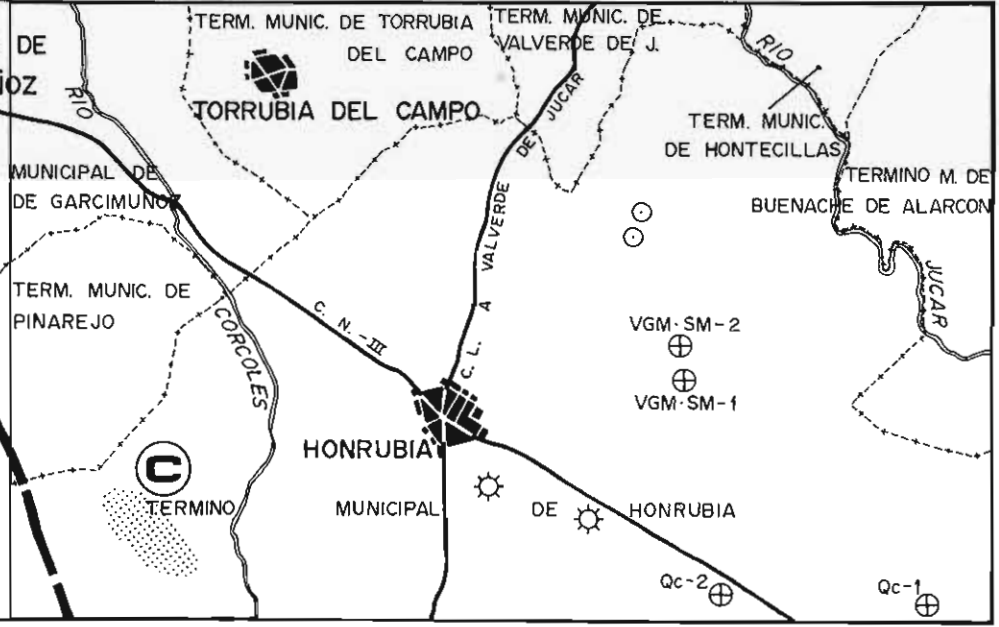 DE
TERM. MUNIC. DE TORRUBIA
DEL CAMPO
TERM. MUNIC. DE
VALVERDE DE J.
RIO
RIO
TORRUBIA DEL CAMPO
TERM. MUNIC.
DE HONTECILLAS
MUNICIPAL DE
DE GARCIMUÑOZ
TERMINO M. DE
BUENACHE DE ALARCON
C. L. A VALVERDE DE JUCAR
TERM. MUNIC. DE
PINAREJO
CORCOLES
C. N.-III
JUCAR
VGM·SM-2
VGM·SM-1
HONRUBIA
C
TERMINO MUNICIPAL DE HONRUBIA
Qc-2
Qc-1